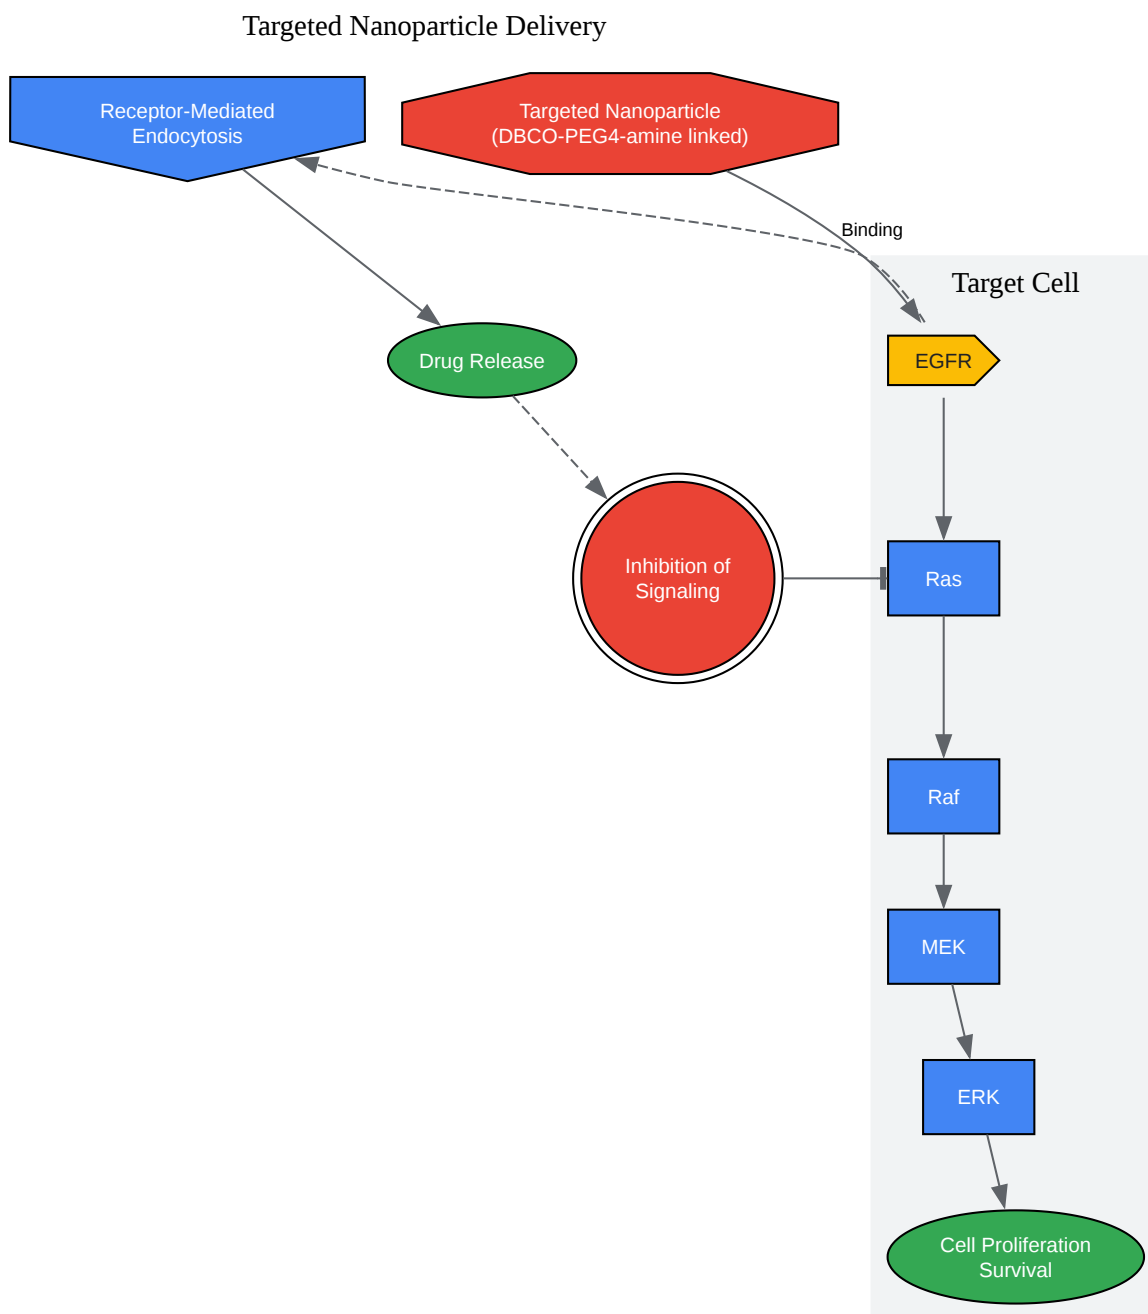 Targeted Nanoparticle Delivery
Receptor-Mediated
Endocytosis
Targeted Nanoparticle
(DBCO-PEG4-amine linked)
Binding
Target Cell
Drug Release
EGFR
Inhibition of
Signaling
Ras
Raf
MEK
ERK
Cell Proliferation
Survival